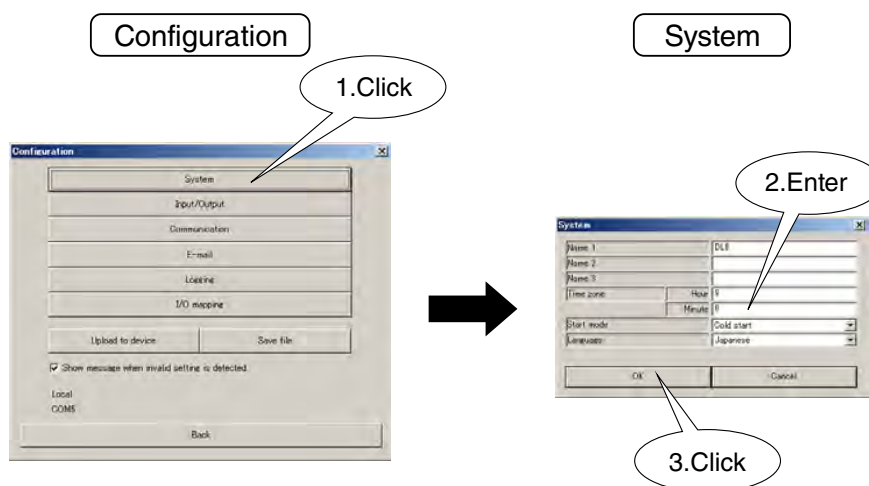 Configuration
System
1.Click
Configuration
System
Input/Output
Communication
E-mail
Logging
I/O mapping
Upload to device
Save file
Show message when invalid setting is detected.
Local
COM5
Back
2.Enter
System
Name 1
DL8
Name 2
Name 3
Time zone
Hour
9
Minute
0
Start mode
Cold start
Language
Japanese
OK
Cancel
3.Click